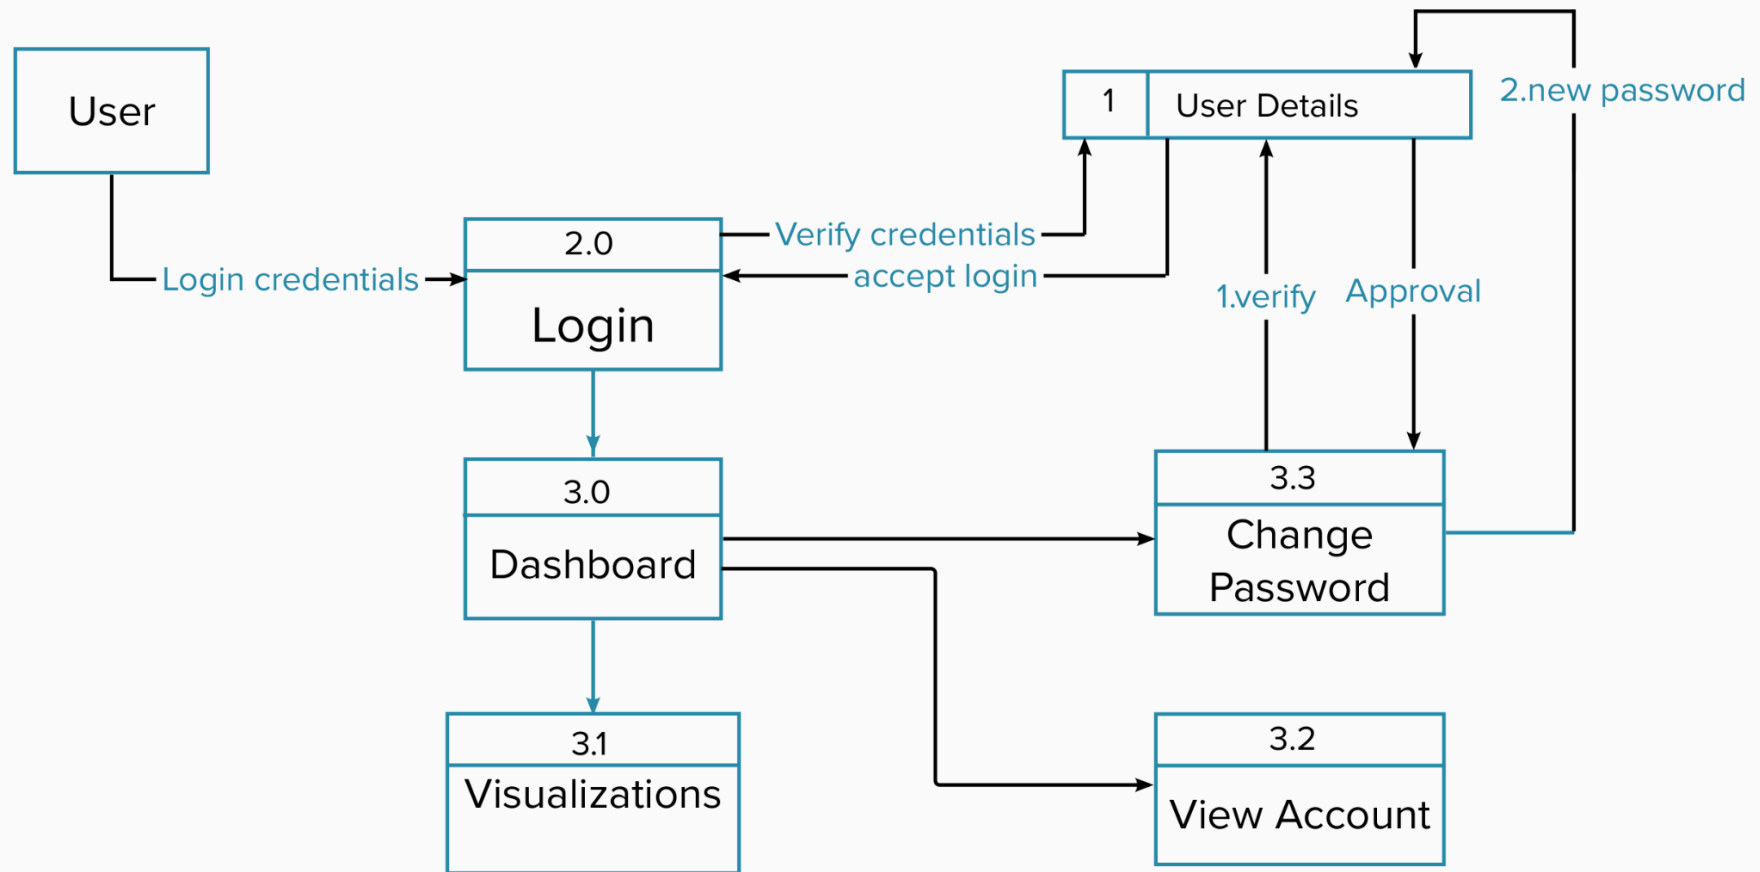 User
1
User Details
2.new password
2.0
Verify credentials
Login credentials
accept login
Login
1.verify
Approval
3.0
3.3
Dashboard
Change
Password
3.1
3.2
Visualizations
View Account